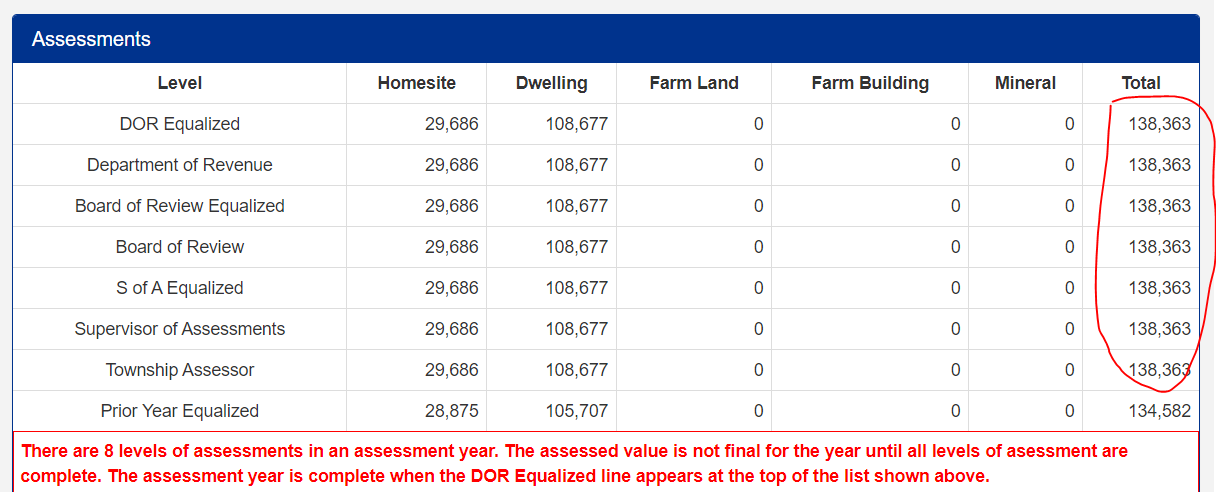 Assessments
Level Homesite Dwelling Farm Land Farm Building Mineral Total
DOR Equalized 29,686 108,677 0 0 0 138,363
Department of Revenue 29,686 108,677 0 0 0 138,363
Board of Review Equalized 29,686 108,677 0 0 0 138,363
Board of Review 29,686 108,677 0 0 0 138,363
S of A Equalized 29,686 108,677 0 0 0 138,363
Supervisor of Assessments 29,686 108,677 0 0 0 138,363
Township Assessor 29,686 108,677 0 0 0 138,363
Prior Year Equalized 28,875 105,707 0 0 0 134,582
There are 8 levels of assessments in an assessment year. The assessed value is not final for the year until all levels of asessment are
complete. The assessment year is complete when the DOR Equalized line appears at the top of the list shown above.